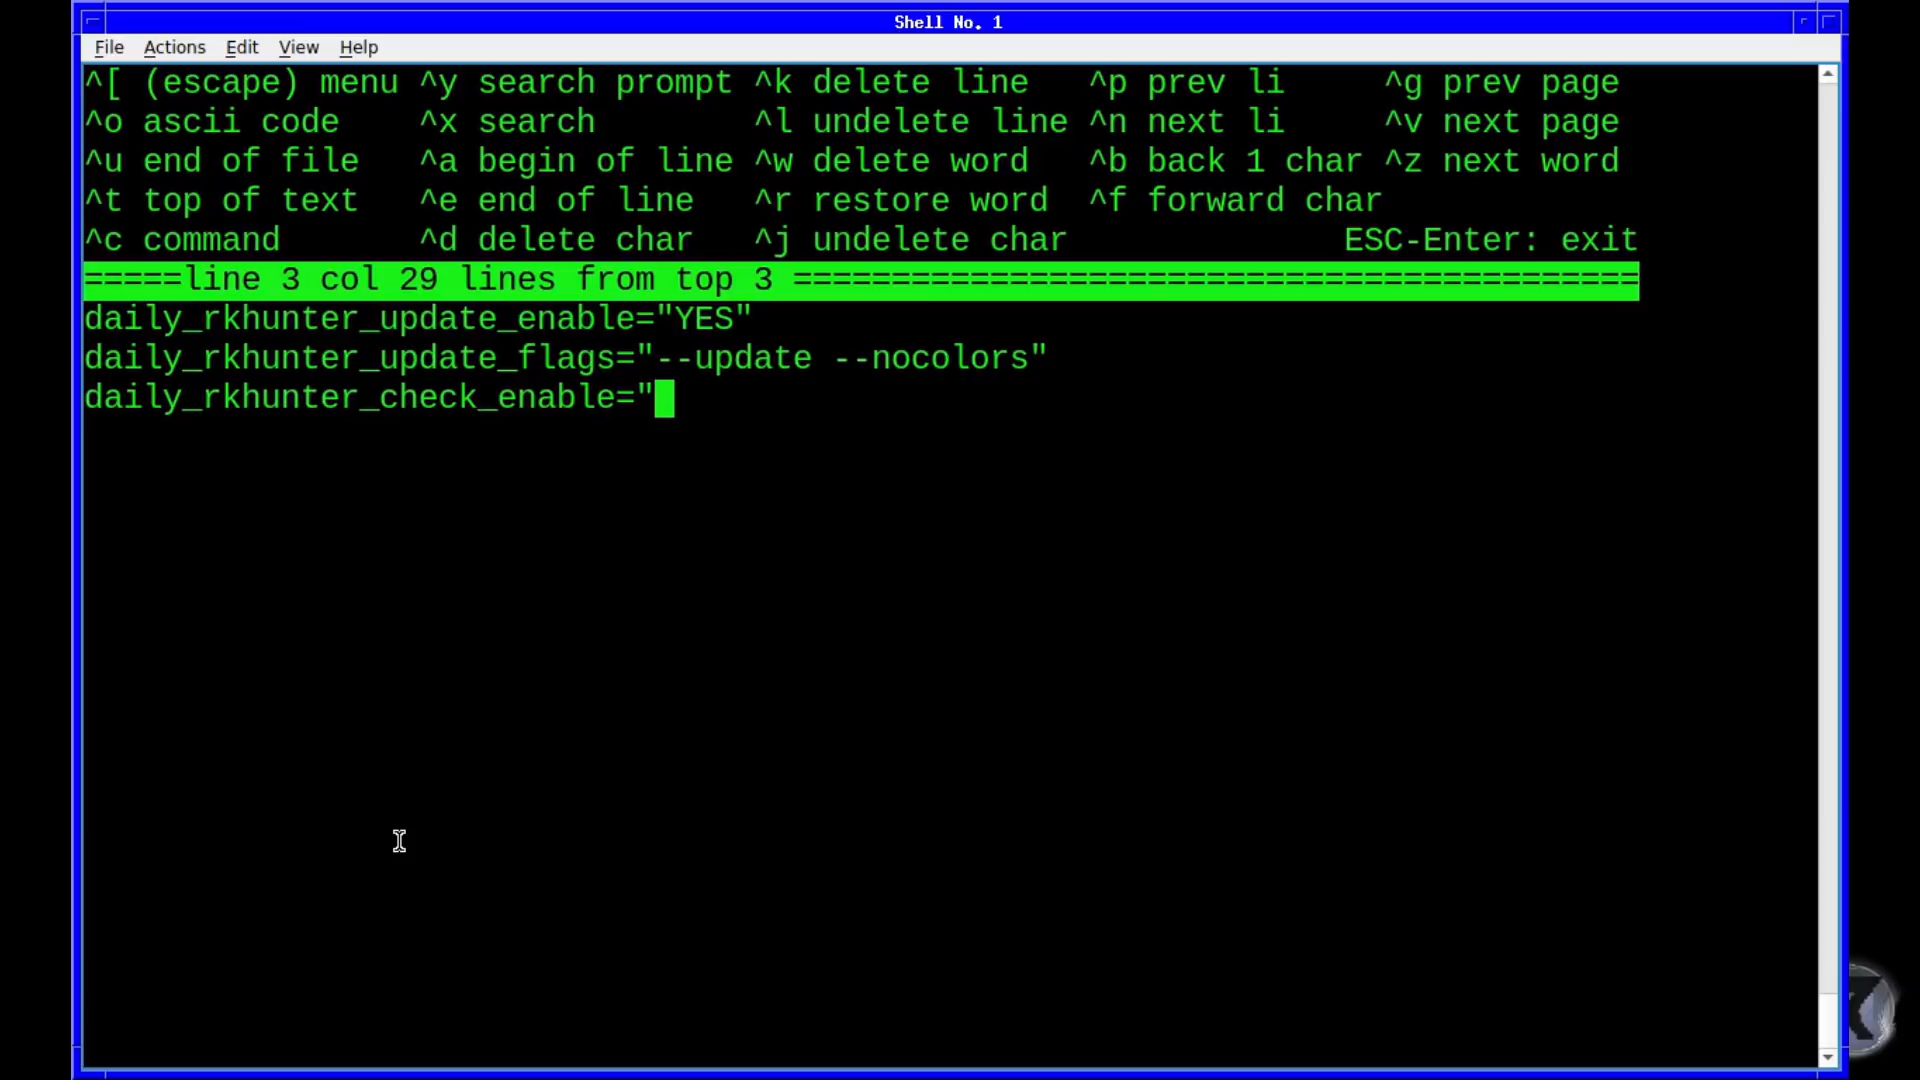 Shell No. 1
File Actions Edit View Help
^[ (escape) menu ^y search prompt ^k delete line ^p prev li ^g prev page
^o ascii code ^x search ^l undelete line ^n next li ^v next page
^u end of file ^a begin of line ^w delete word ^b back 1 char ^z next word
^t top of text ^e end of line ^r restore word ^f forward char
^c command ^d delete char ^j undelete char ESC-Enter: exit
=====line 3 col 29 lines from top 3 ===========================================
daily_rkhunter_update_enable="YES"
daily_rkhunter_update_flags="--update --nocolors"
daily_rkhunter_check_enable="